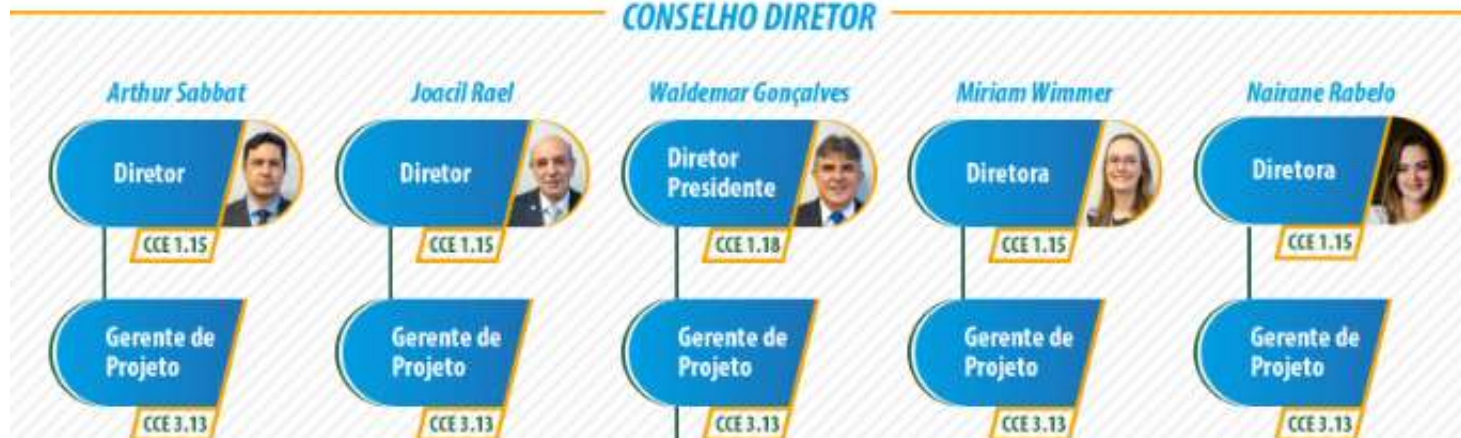 CONSELHO DIRETOR
Arthur Sabbat
Joacil Rael
Waldemar Gonçalves
Miriam Wimmer
Nairane Rabelo
Diretor
Diretor
Diretor
Presidente
Diretora
Diretora
CCE 1.15
CCE 1.15
CCE 1.18
CCE 1.15
CCE 1.15
Gerente de
Projeto
Gerente de
Projeto
Gerente de
Projeto
Gerente de
Projeto
Gerente de
Projeto
CCE 3.13
CCE 3.13
CCE 3.13
CCE 3.13
CCE 3.13